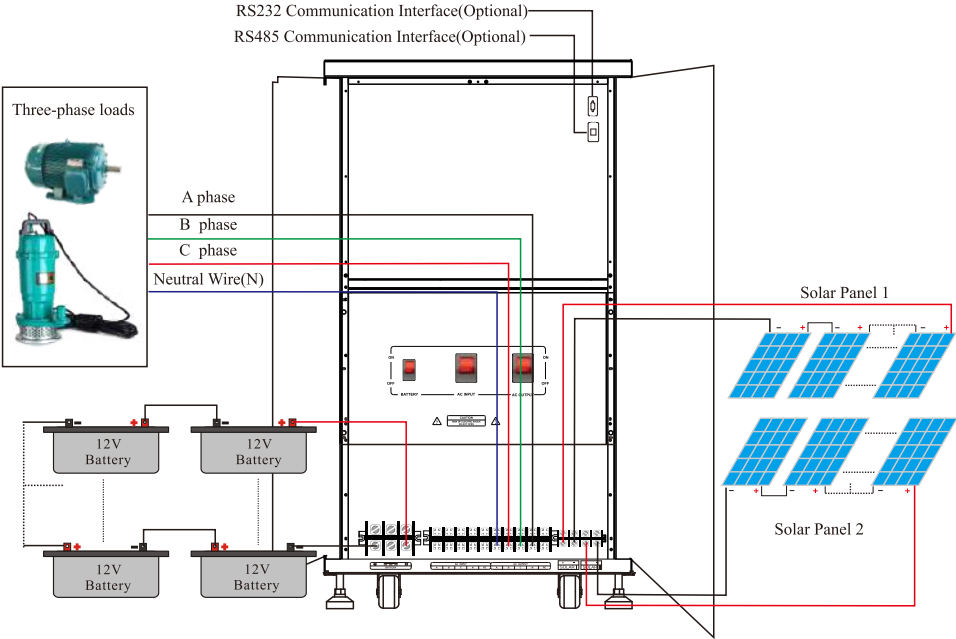 RS232 Communication Interface(Optional)
RS485 Communication Interface(Optional)
Three-phase loads
A phase
B phase
C phase
Neutral Wire(N)
Solar Panel 1
- + - + - +
ON
OFF
BATTERY
AC INPUT
AC OUTPUT
ON
OFF
CAUTION
- + - +
12V
Battery
12V
Battery
- + - + - +
Solar Panel 2
+ - + -
12V
Battery
12V
Battery